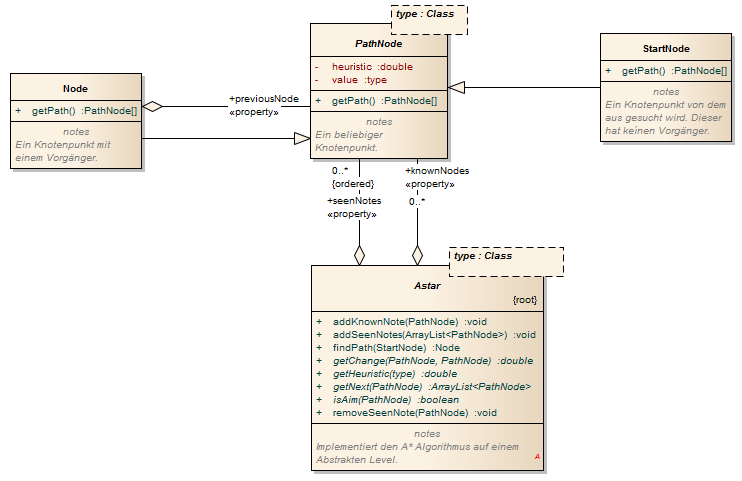 type : Class
PathNode
- heuristic :double
- value :type
+ getPath() :PathNode[]
notes
Ein beliebiger
Knotenpunkt.
StartNode
+ getPath() :PathNode[]
notes
Ein Knotenpunkt von dem
aus gesucht wird. Dieser
hat keinen Vorgänger.
Node
+ getPath() :PathNode[]
notes
Ein Knotenpunkt mit
einem Vorgänger.
+previousNode
«property»
0..*
{ordered}
+seenNotes
«property»
+knownNodes
«property»
0..*
type : Class
Astar
{root}
+ addKnownNote(PathNode) :void
+ addSeenNotes(ArrayList<PathNode>) :void
+ findPath(StartNode) :Node
+ getChange(PathNode, PathNode) :double
+ getHeuristic(type) :double
+ getNext(PathNode) :ArrayList<PathNode>
+ isAim(PathNode) :boolean
+ removeSeenNote(PathNode) :void
notes
Implementiert den A* Algorithmus auf einem
Abstrakten Level.
A